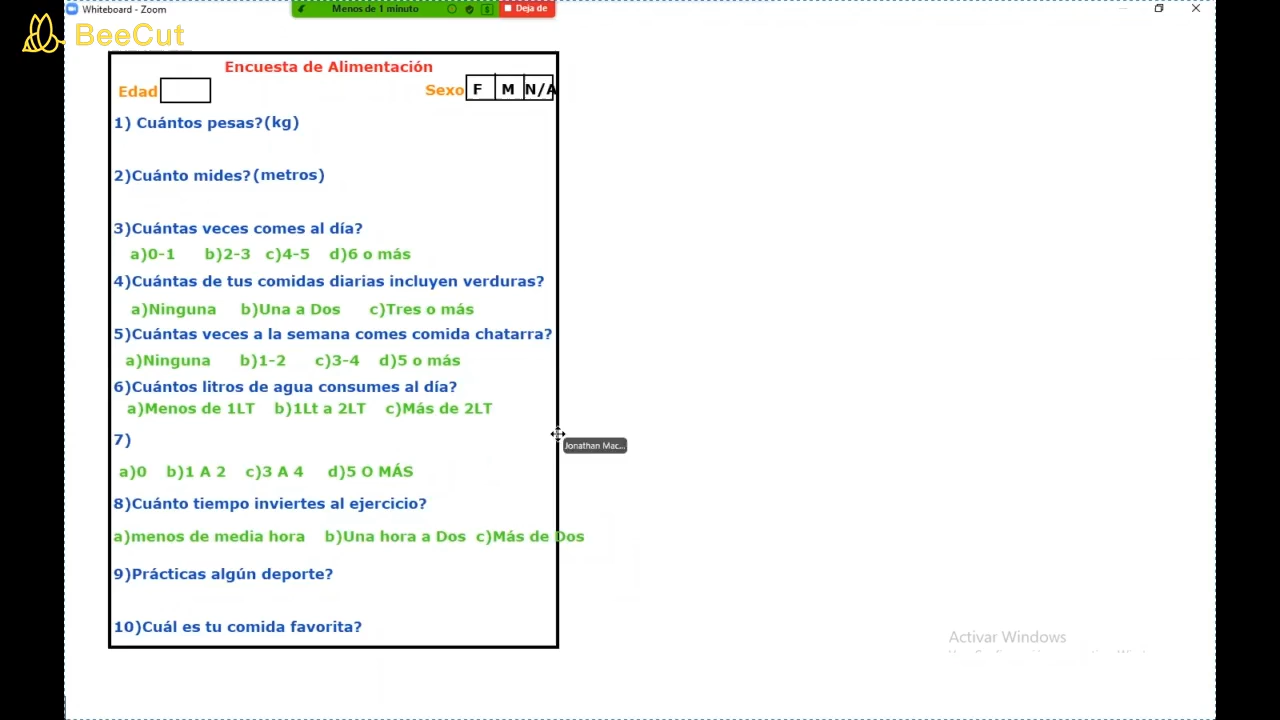 Whiteboard - Zoom
Menos de 1 minuto
Deja de
BeeCut
Encuesta de Alimentación
Edad
Sexo F M N/A
1) Cuántos pesas?(kg)
2)Cuánto mides?(metros)
3)Cuántas veces comes al día?
a)0-1 b)2-3 c)4-5 d)6 o más
4)Cuántas de tus comidas diarias incluyen verduras?
a)Ninguna b)Una a Dos c)Tres o más
5)Cuántas veces a la semana comes comida chatarra?
a)Ninguna b)1-2 c)3-4 d)5 o más
6)Cuántos litros de agua consumes al día?
a)Menos de 1LT b)1Lt a 2LT c)Más de 2LT
7)
Jonathan Mac...
a)0 b)1 A 2 c)3 A 4 d)5 O MÁS
8)Cuánto tiempo inviertes al ejercicio?
a)menos de media hora b)Una hora a Dos c)Más de Dos
9)Prácticas algún deporte?
10)Cuál es tu comida favorita?
Activar Windows